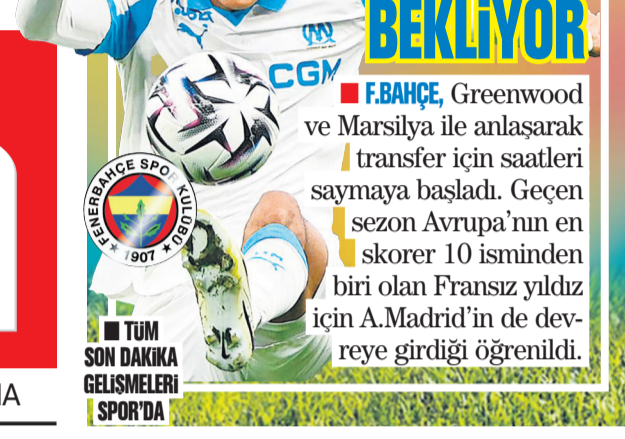 BEKLİYOR
CGM
■ F.BAHÇE, Greenwood
ve Marsilya ile anlaşarak
transfer için saatleri
saymaya başladı. Geçen
sezon Avrupa'nın en
skorer 10 isminden
biri olan Fransız yıldız
için A.Madrid'in de dev-
reye girdiği öğrenildi.
FENERBAHÇE SPOR KULÜBÜ
★ 1907 ★
■ TÜM
SON DAKİKA
GELİŞMELERİ
SPOR'DA
IA